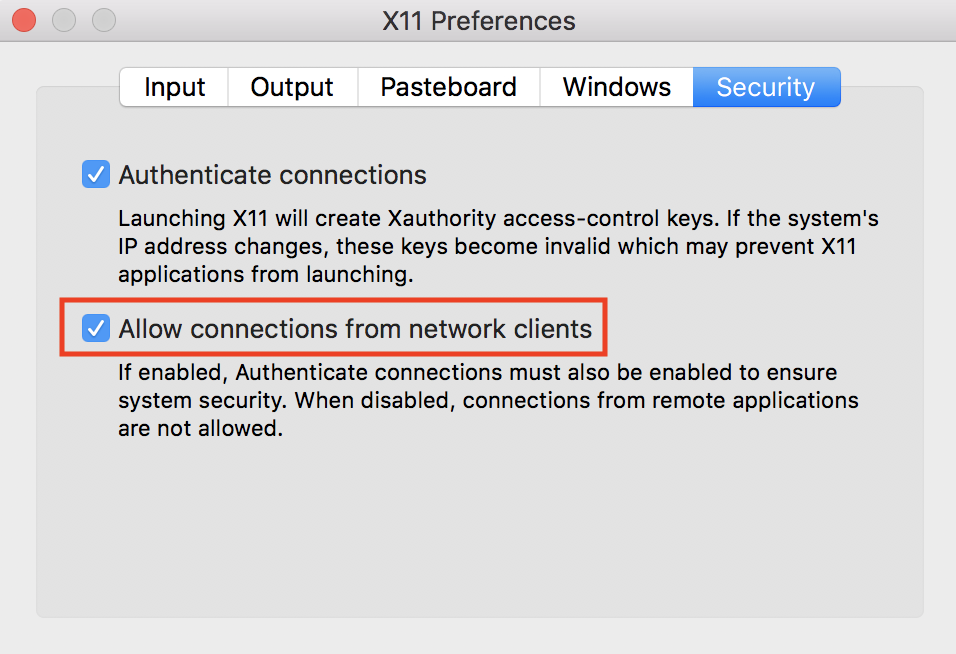 X11 Preferences
Input Output Pasteboard Windows Security
Authenticate connections
Launching X11 will create Xauthority access-control keys. If the system's
IP address changes, these keys become invalid which may prevent X11
applications from launching.
Allow connections from network clients
If enabled, Authenticate connections must also be enabled to ensure
system security. When disabled, connections from remote applications
are not allowed.